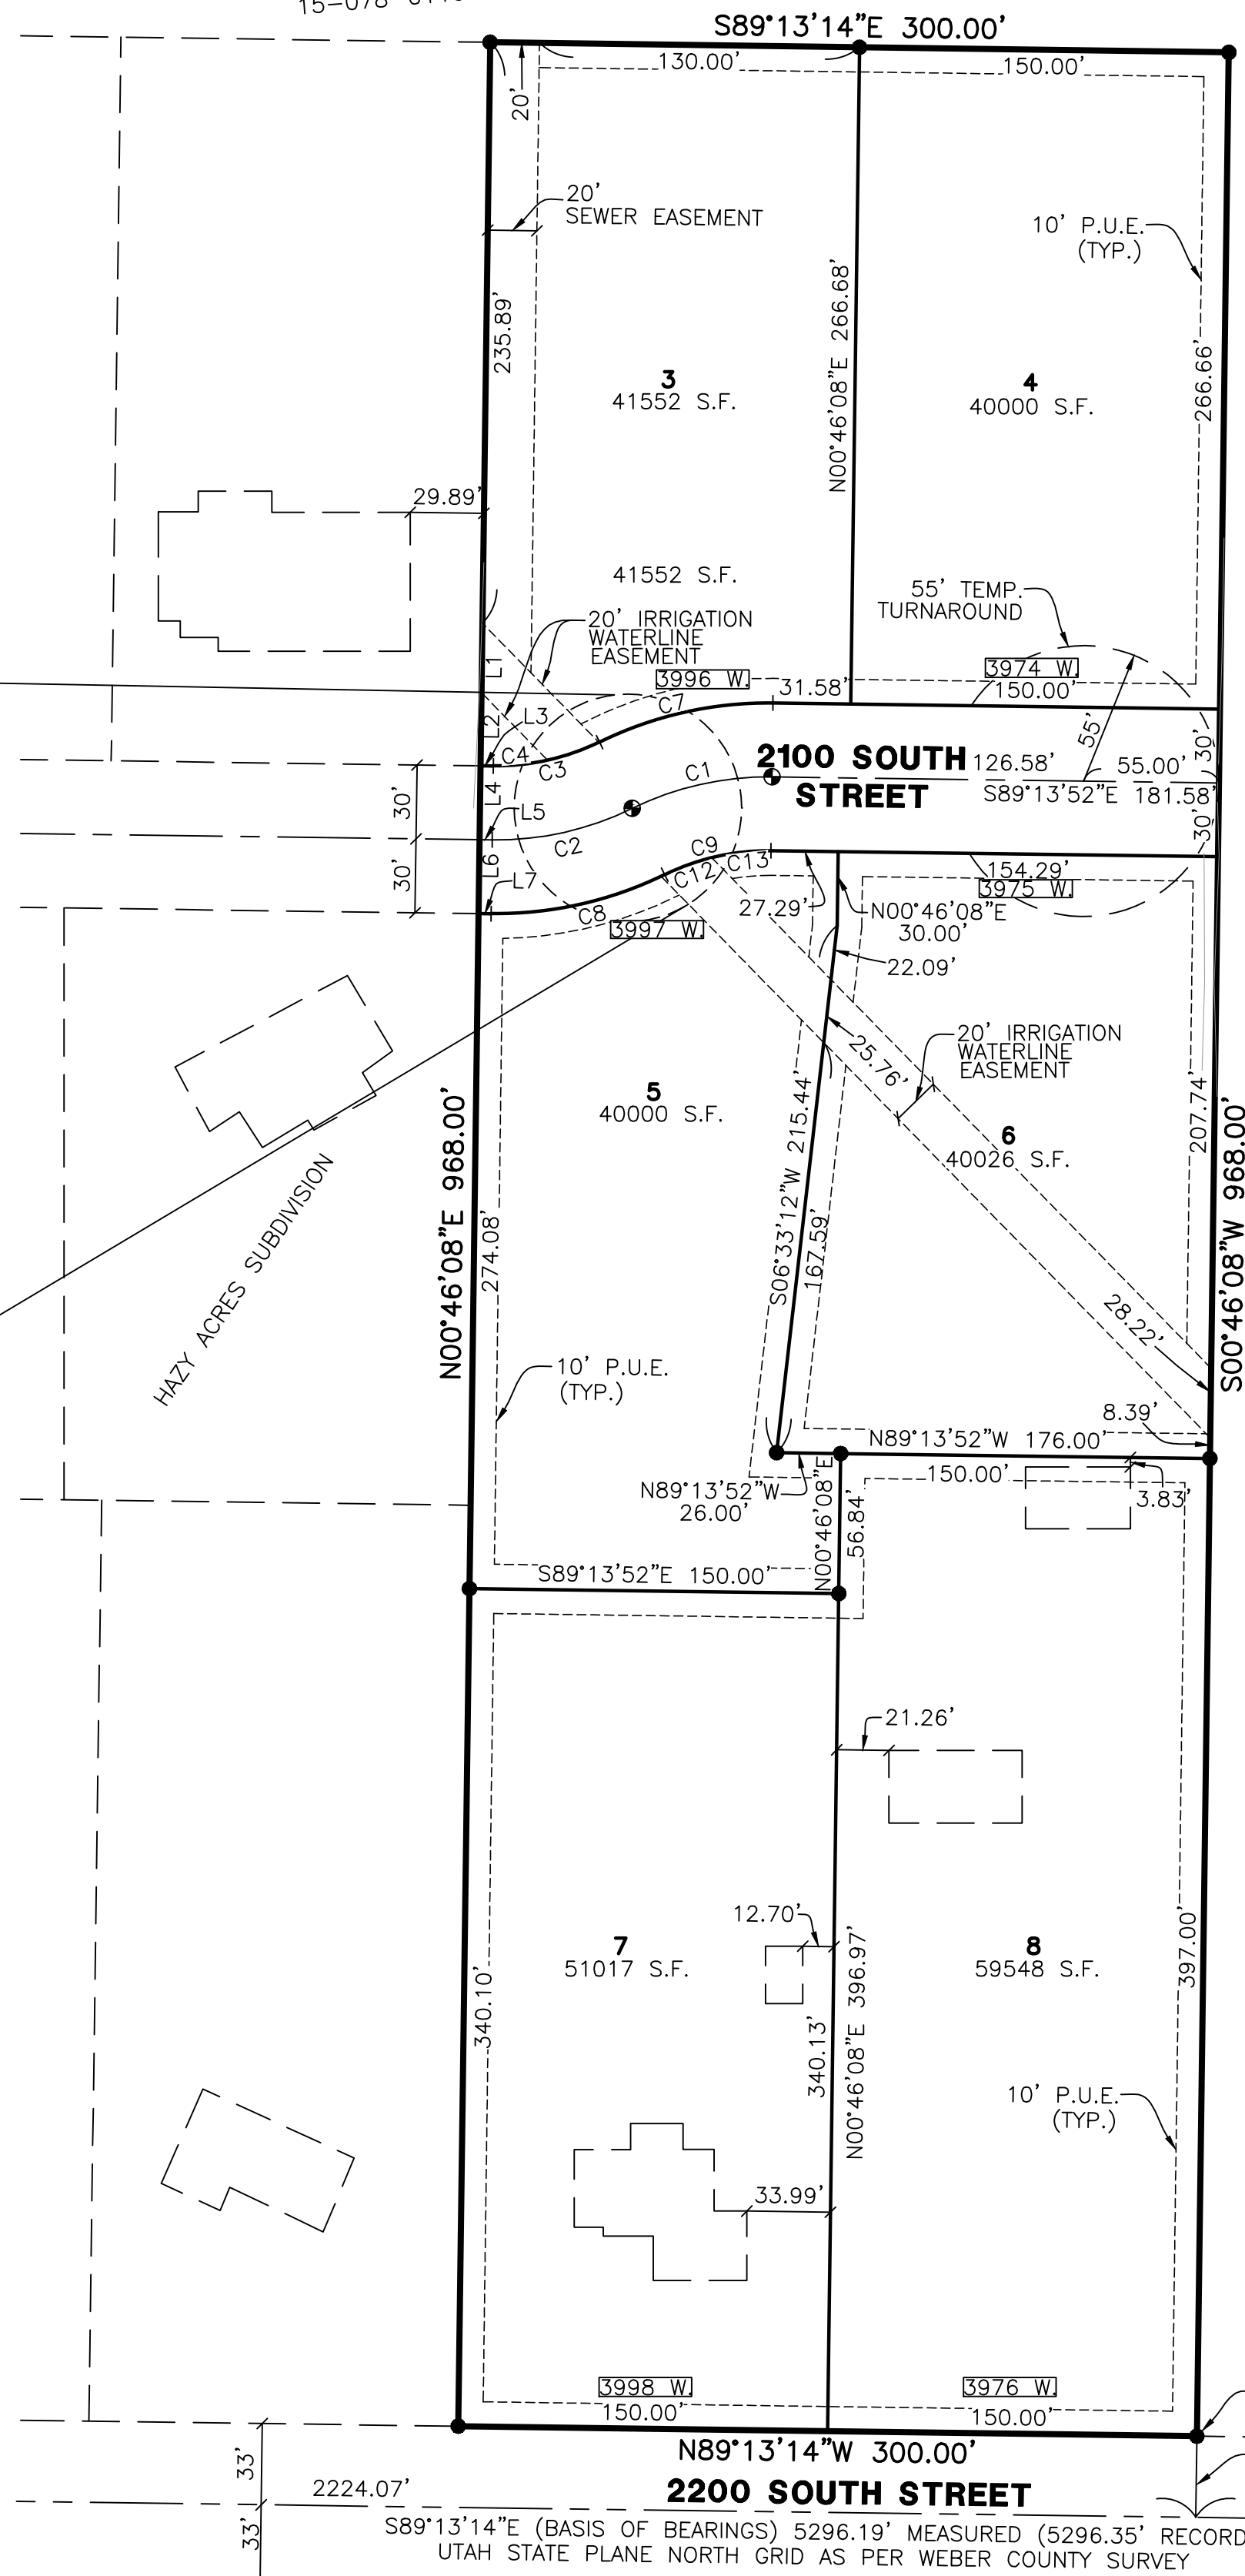 S89°13'14"E 300.00'
130.00'
150.00'
20'
20'
SEWER EASEMENT
10' P.U.E.
(TYP.)
235.89'
N00°46'08"E 266.68'
266.66'
3
41552 S.F.
4
40000 S.F.
29.89'
41552 S.F.
55' TEMP.
TURNAROUND
20' IRRIGATION
WATERLINE
EASEMENT
L1
3996 W.
3974 W.
31.58'
150.00'
C7
L2
L3
55'
30'
C4
C3
2100 SOUTH
STREET
126.58'
55.00'
C1
S89°13'52"E 181.58'
L4
30'
L5
30'
C2
L6
30'
C9
C13
C12
L7
154.29'
3975 W.
27.29'
C8
3997 W.
N00°46'08"E
30.00'
22.09'
25.76'
20' IRRIGATION
WATERLINE
EASEMENT
5
40000 S.F.
6
40026 S.F.
207.74'
S06°33'12"W 215.44'
167.59'
HAZY ACRES SUBDIVISION
N00°46'08"E 968.00'
274.08'
S00°46'08"W 968.00'
28.22'
10' P.U.E.
(TYP.)
8.39'
N89°13'52"W 176.00'
150.00'
3.83'
N89°13'52"W
26.00'
N00°46'08"E
56.84'
S89°13'52"E 150.00'
21.26'
12.70'
7
51017 S.F.
8
59548 S.F.
340.10'
340.13'
N00°46'08"E 396.97'
397.00'
10' P.U.E.
(TYP.)
33.99'
3998 W.
150.00'
3976 W.
150.00'
N89°13'14"W 300.00'
33'
2224.07'
2200 SOUTH STREET
33'
S89°13'14"E (BASIS OF BEARINGS) 5296.19' MEASURED (5296.35' RECORD
UTAH STATE PLANE NORTH GRID AS PER WEBER COUNTY SURVEY